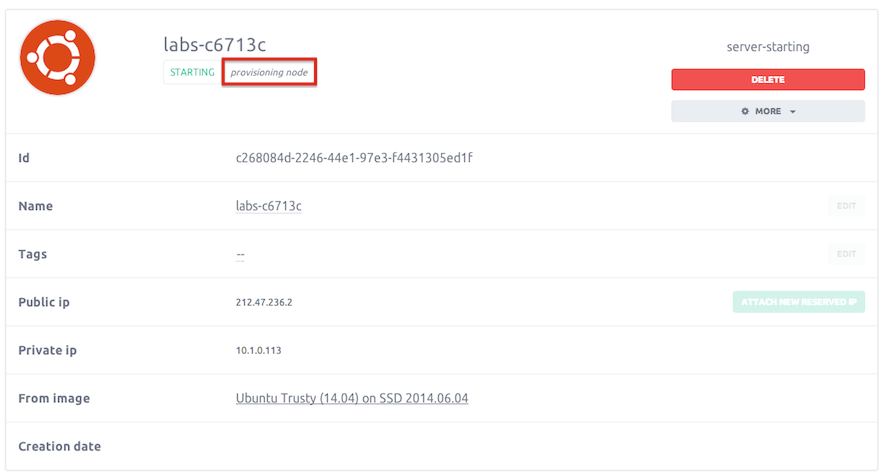 labs-c6713c
server-starting
STARTING provisioning node
DELETE
MORE
Id c268084d-2246-44e1-97e3-f4431305ed1f
Name labs-c6713c EDIT
Tags -- EDIT
Public ip 212.47.236.2 ATTACH NEW RESERVED IP
Private ip 10.1.0.113
From image Ubuntu Trusty (14.04) on SSD 2014.06.04
Creation date